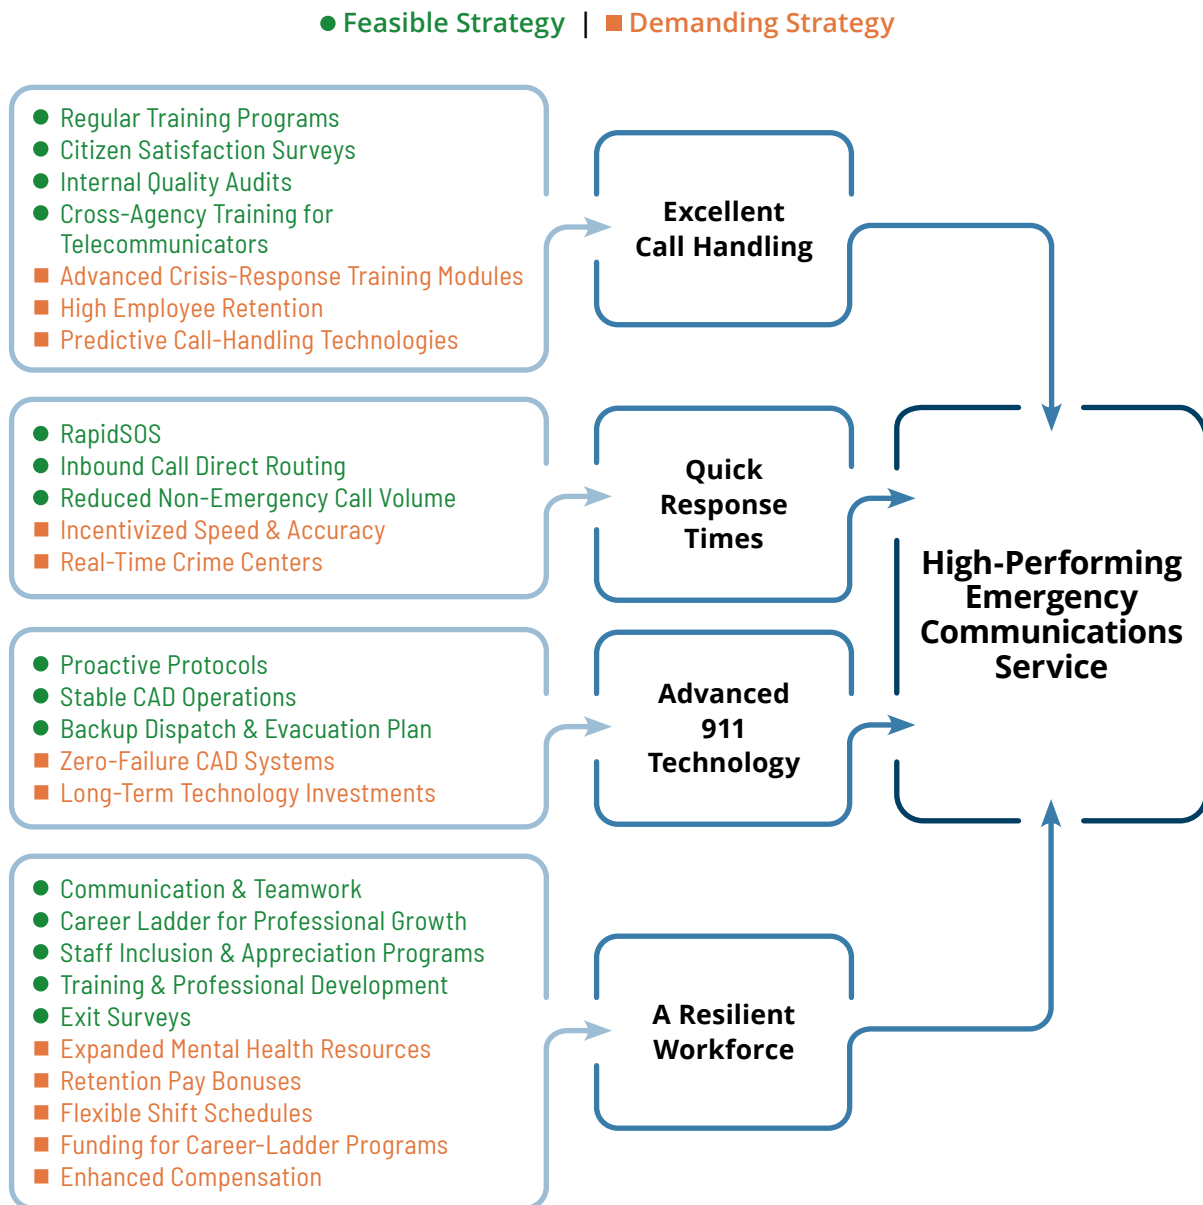 Feasible Strategy | Demanding Strategy
Regular Training Programs
Citizen Satisfaction Surveys
Internal Quality Audits
Cross-Agency Training for
Telecommunicators
Advanced Crisis-Response Training Modules
High Employee Retention
Predictive Call-Handling Technologies
Excellent
Call Handling
RapidSOS
Inbound Call Direct Routing
Reduced Non-Emergency Call Volume
Incentivized Speed & Accuracy
Real-Time Crime Centers
Quick
Response
Times
Proactive Protocols
Stable CAD Operations
Backup Dispatch & Evacuation Plan
Zero-Failure CAD Systems
Long-Term Technology Investments
Advanced
911
Technology
Communication & Teamwork
Career Ladder for Professional Growth
Staff Inclusion & Appreciation Programs
Training & Professional Development
Exit Surveys
Expanded Mental Health Resources
Retention Pay Bonuses
Flexible Shift Schedules
Funding for Career-Ladder Programs
Enhanced Compensation
A Resilient
Workforce
High-Performing
Emergency
Communications
Service